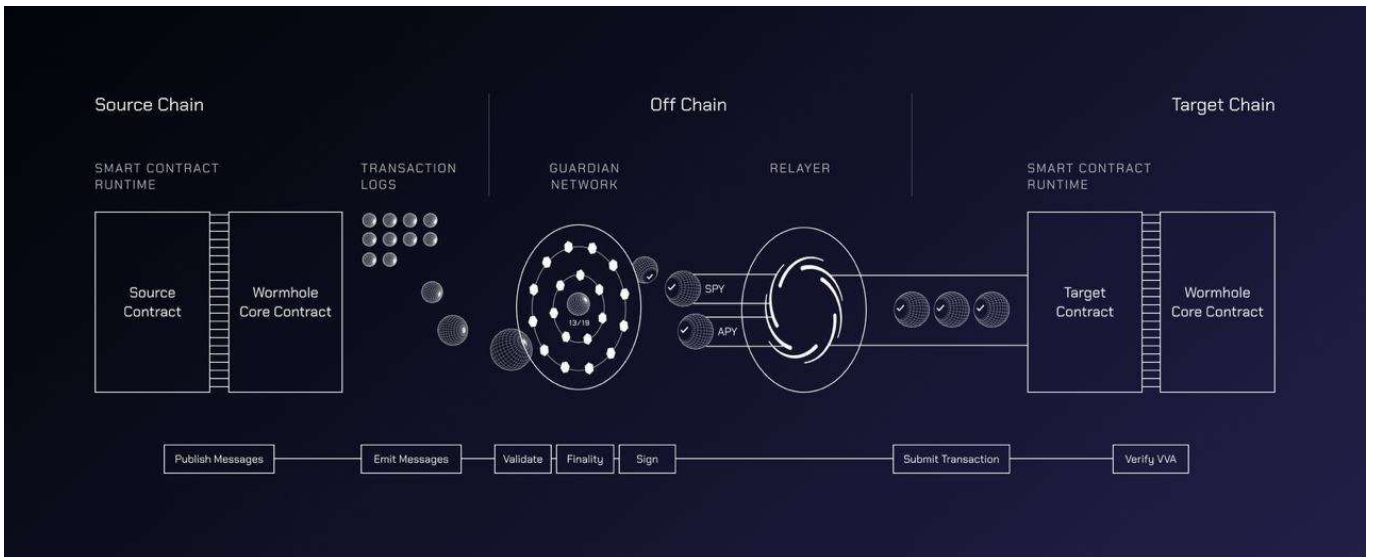 Source Chain
Off Chain
Target Chain
SMART CONTRACT
RUNTIME
TRANSACTION
LOGS
GUARDIAN
NETWORK
RELAYER
SMART CONTRACT
RUNTIME
Source
Contract
Wormhole
Core Contract
13/19
SPY
APY
Target
Contract
Wormhole
Core Contract
Publish Messages
Emit Messages
Validate
Finality
Sign
Submit Transaction
Verify VVA